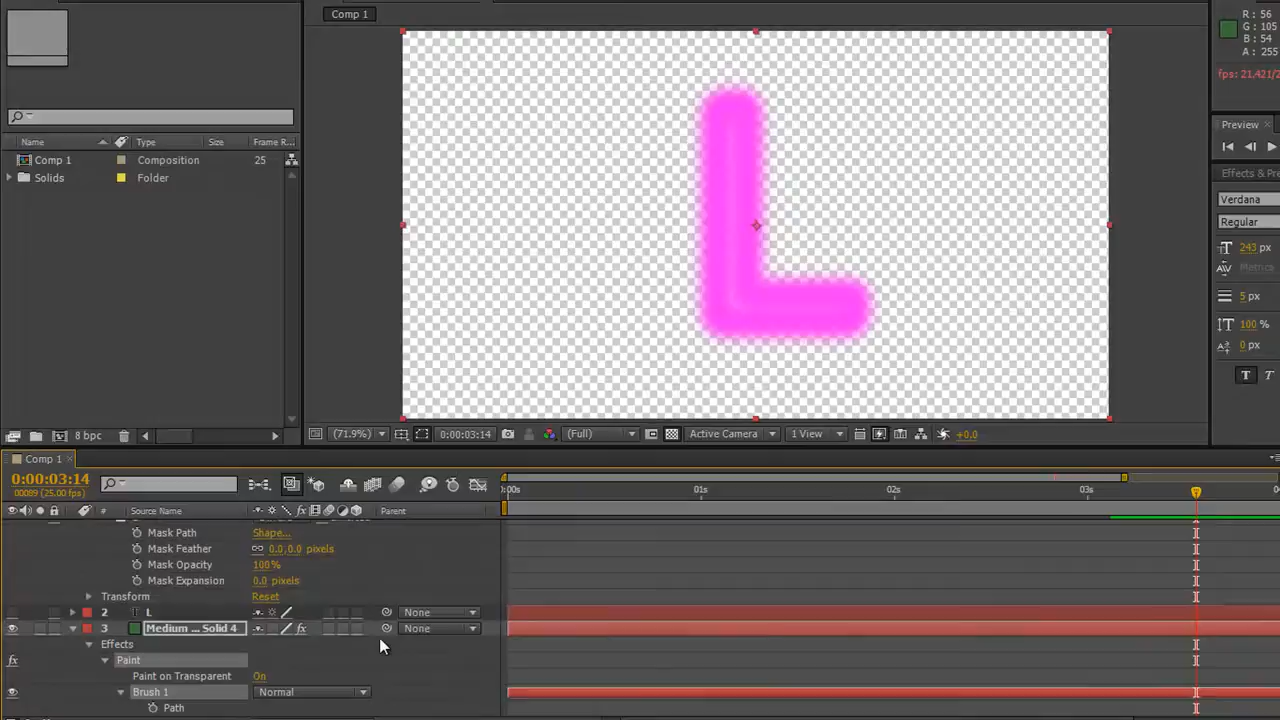 Comp 1
R : 56
G : 105
B : 54
A : 255
fps: 21,421/2
Name Type Size Frame R...
Comp 1 Composition 25
Solids Folder
Preview ×
Effects & Pre
Verdana
Regular
243 px
Metrics
5 px
100 %
0 px
T T
L
8 bpc (71.9%) 0:00:03:14 (Full) Active Camera 1 View +0.0
Comp 1 ×
0:00:03:14
00089 (25.00 fps)
):00s 01s 02s 03s
# Source Name Parent
Mask Path Shape...
Mask Feather 0.0,0.0 pixels
Mask Opacity 100%
Mask Expansion 0.0 pixels
Transform Reset
2 T L None
3 Medium ... Solid 4 fx None
Effects
fx Paint
Paint on Transparent On
Brush 1 Normal
Path